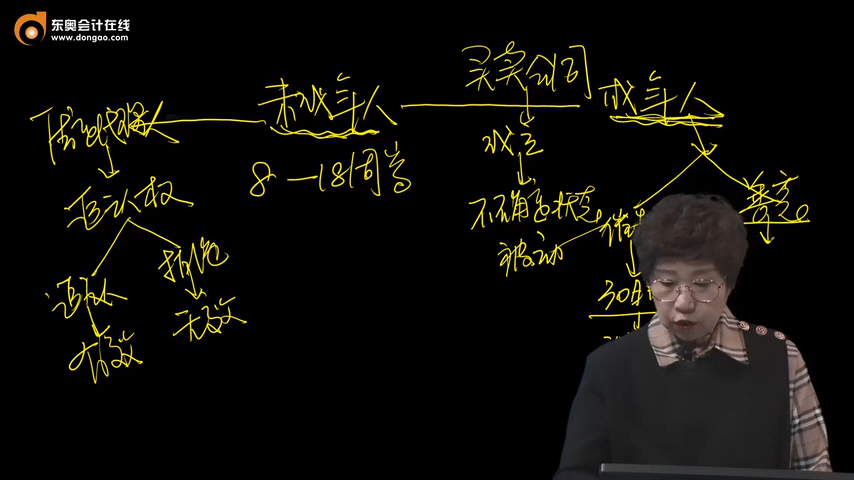 东奥会计在线
www.dongao.com
买卖合同
未成年人
成年人
法定代理人
8—18周岁
成立
追认权
不确定状态
善意
被动
拒绝
追认
30日
无效
有效